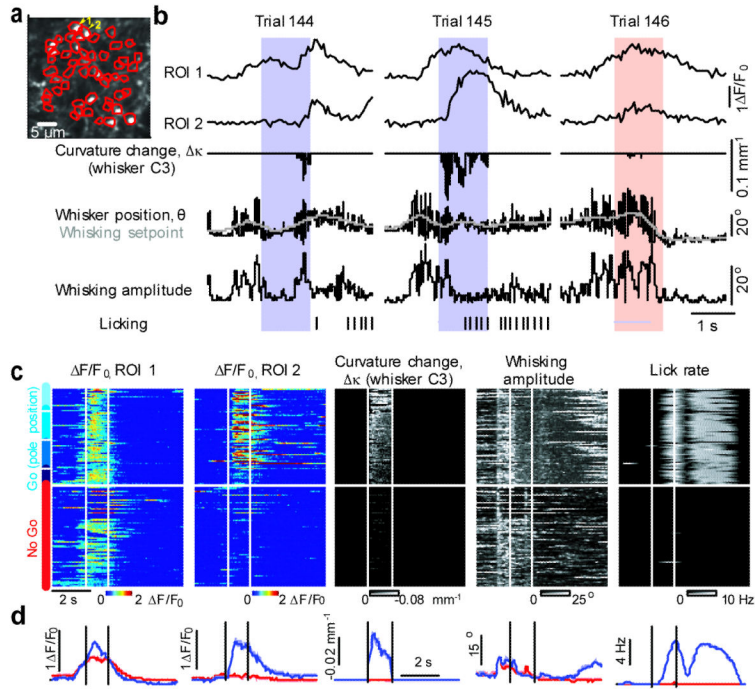 a
1
2
5 µm
b
Trial 144
Trial 145
Trial 146
ROI 1
ROI 2
1ΔF/F0
Curvature change, Δκ
(whisker C3)
0.1 mm-1
Whisker position, θ
Whisking setpoint
20°
Whisking amplitude
20°
Licking
1 s
c
ΔF/F0, ROI 1
ΔF/F0, ROI 2
Curvature change,
Δκ (whisker C3)
Whisking
amplitude
Lick rate
Go (pole position)
No Go
2 s
0 2 ΔF/F0
0 2 ΔF/F0
0 -0.08 mm-1
0 25°
0 10 Hz
d
1ΔF/F0
1ΔF/F0
-0.02 mm-1
2 s
15°
4 Hz